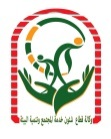 وكالة قطاع شئون خدمة المجتمع وتنمية البيئة